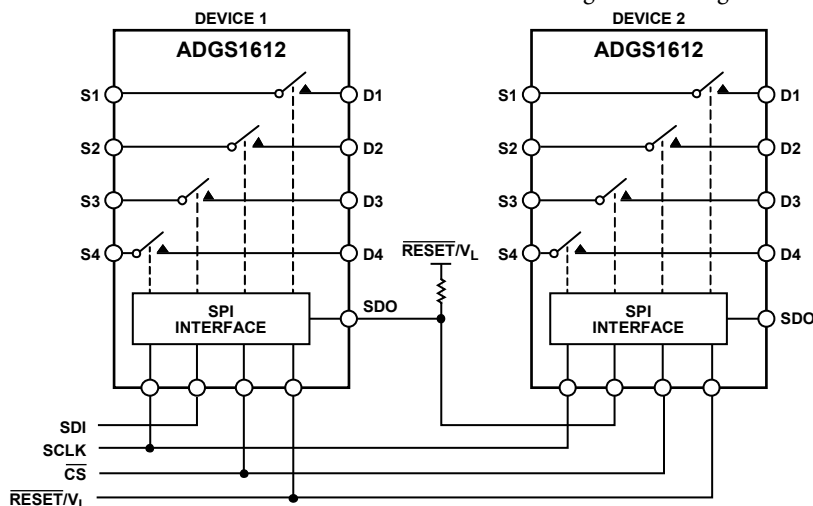 DEVICE 1
ADGS1612
S1
D1
S2
D2
S3
D3
S4
D4
SPI
INTERFACE
SDO
RESET/VL
DEVICE 2
ADGS1612
S1
D1
S2
D2
S3
D3
S4
D4
SPI
INTERFACE
SDO
SDI
SCLK
CS
RESET/VL